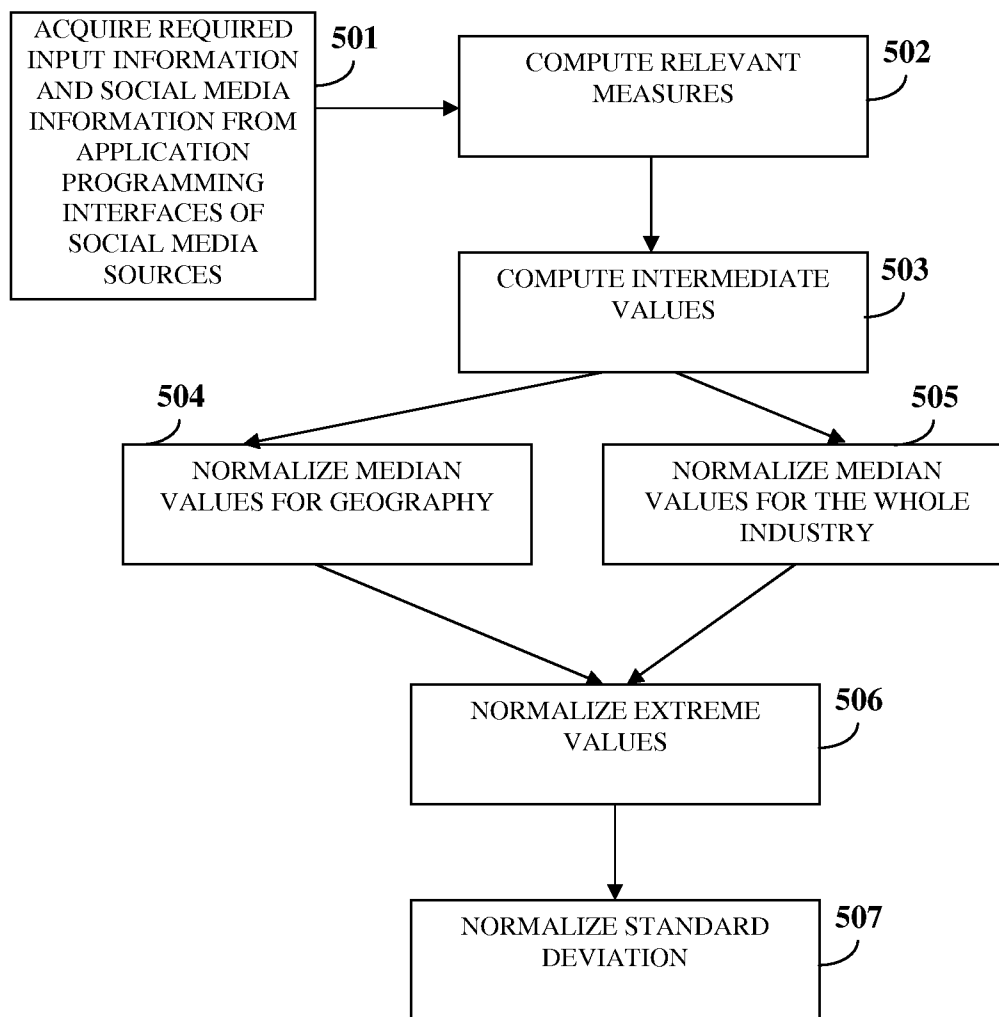 ACQUIRE REQUIRED
INPUT INFORMATION
AND SOCIAL MEDIA
INFORMATION FROM
APPLICATION
PROGRAMMING
INTERFACES OF
SOCIAL MEDIA
SOURCES
501
COMPUTE RELEVANT
MEASURES
502
COMPUTE INTERMEDIATE
VALUES
503
504
NORMALIZE MEDIAN
VALUES FOR GEOGRAPHY
505
NORMALIZE MEDIAN
VALUES FOR THE WHOLE
INDUSTRY
NORMALIZE EXTREME
VALUES
506
NORMALIZE STANDARD
DEVIATION
507